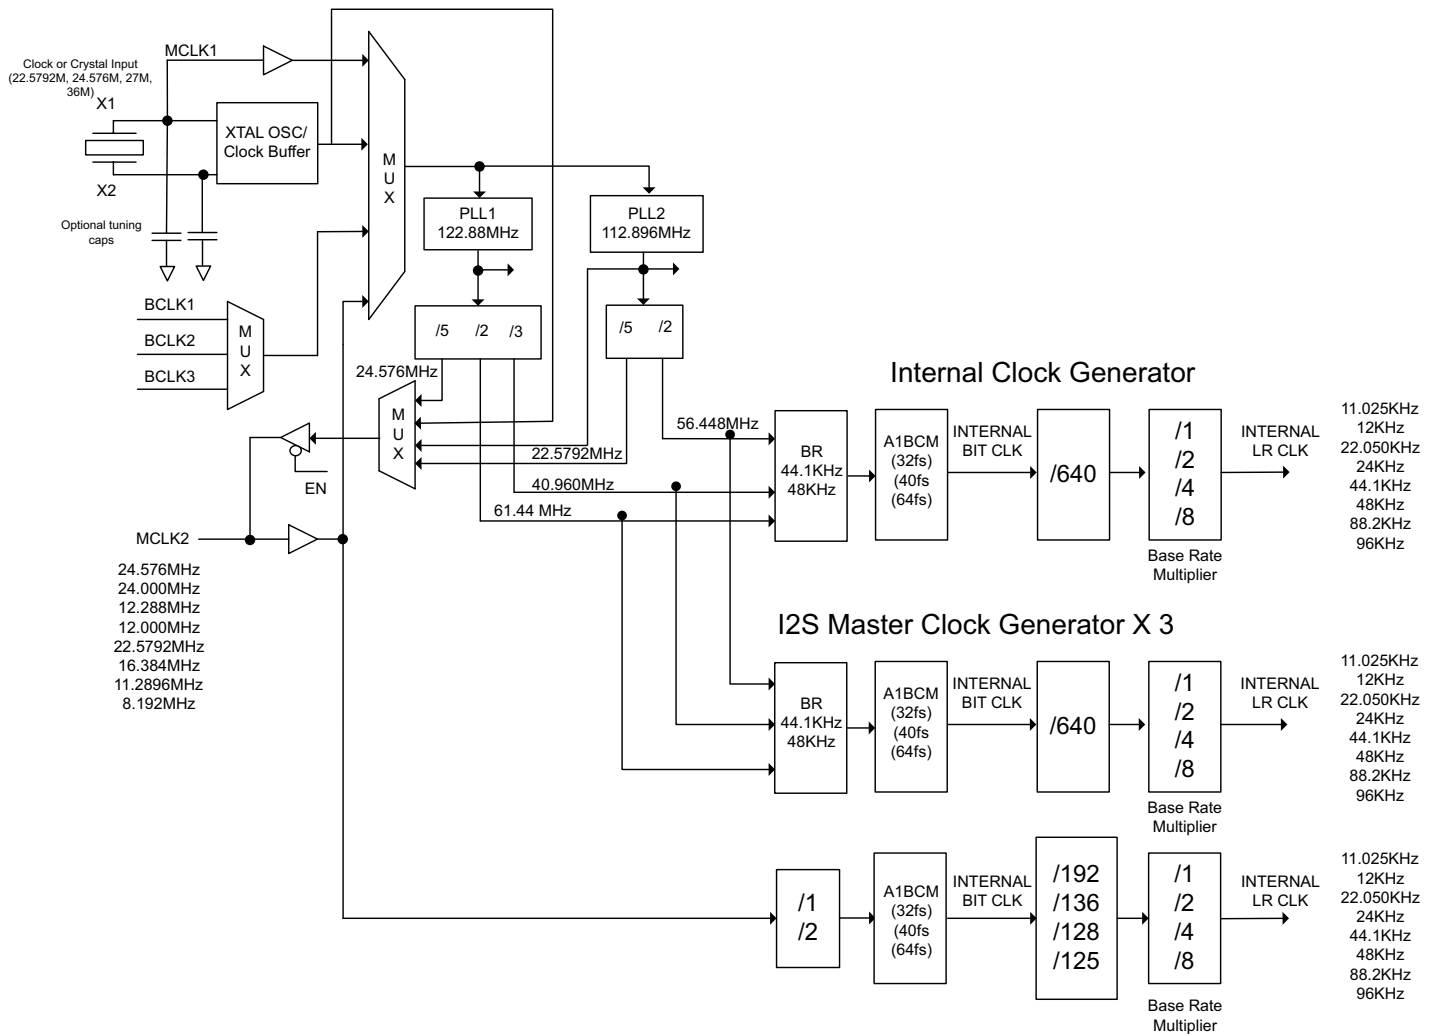 MCLK1
Clock or Crystal Input
(22.5792M, 24.576M, 27M,
36M)
X1
XTAL OSC/
Clock Buffer
X2
Optional tuning
caps
M
U
X
PLL1
122.88MHz
PLL2
112.896MHz
BCLK1
BCLK2
BCLK3
M
U
X
/5 /2 /3
/5 /2
24.576MHz
M
U
X
EN
22.5792MHz
40.960MHz
61.44 MHz
56.448MHz
MCLK2
24.576MHz
24.000MHz
12.288MHz
12.000MHz
22.5792MHz
16.384MHz
11.2896MHz
8.192MHz
Internal Clock Generator
BR
44.1KHz
48KHz
A1BCM
(32fs)
(40fs
(64fs)
INTERNAL
BIT CLK
/640
/1
/2
/4
/8
Base Rate
Multiplier
INTERNAL
LR CLK
11.025KHz
12KHz
22.050KHz
24KHz
44.1KHz
48KHz
88.2KHz
96KHz
I2S Master Clock Generator X 3
BR
44.1KHz
48KHz
A1BCM
(32fs)
(40fs
(64fs)
INTERNAL
BIT CLK
/640
/1
/2
/4
/8
Base Rate
Multiplier
INTERNAL
LR CLK
11.025KHz
12KHz
22.050KHz
24KHz
44.1KHz
48KHz
88.2KHz
96KHz
/1
/2
A1BCM
(32fs)
(40fs
(64fs)
INTERNAL
BIT CLK
/192
/136
/128
/125
/1
/2
/4
/8
Base Rate
Multiplier
INTERNAL
LR CLK
11.025KHz
12KHz
22.050KHz
24KHz
44.1KHz
48KHz
88.2KHz
96KHz